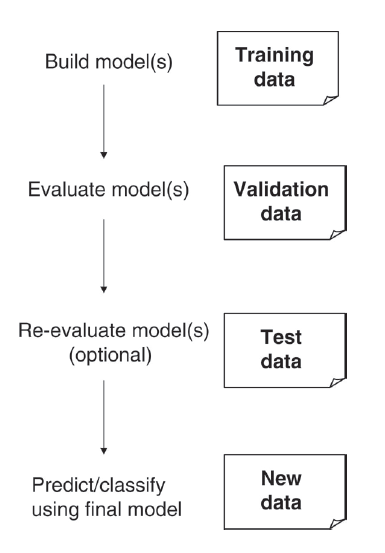 Build model(s)
Training
data
Evaluate model(s)
Validation
data
Re-evaluate model(s)
(optional)
Test
data
Predict/classify
using final model
New
data